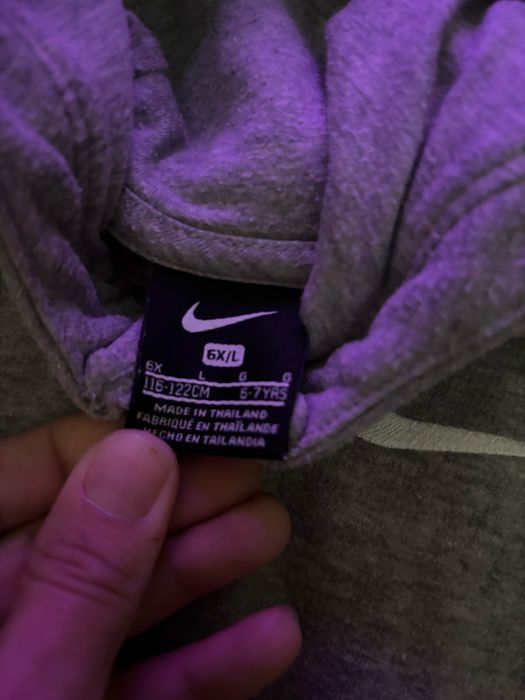 6X/L
6X L G G
116-122CM 6-7YRS
MADE IN THAILAND
FABRIQUÉ EN THAÏLANDE
HECHO EN TAILANDIA